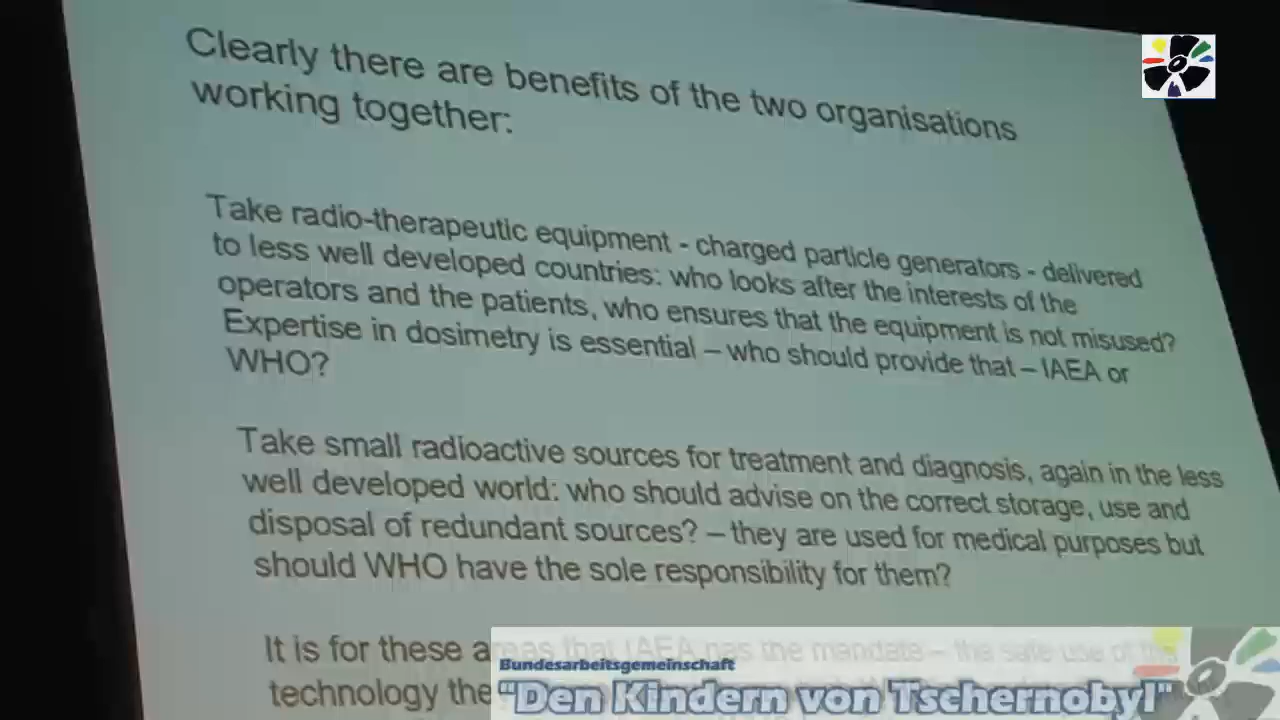 Clearly there are benefits of the two organisations
working together:
Take radio-therapeutic equipment - charged particle generators - delivered
to less well developed countries: who looks after the interests of the
operators and the patients, who ensures that the equipment is not misused?
Expertise in dosimetry is essential – who should provide that – IAEA or
WHO?
Take small radioactive sources for treatment and diagnosis, again in the less
well developed world: who should advise on the correct storage, use and
disposal of redundant sources? – they are used for medical purposes but
should WHO have the sole responsibility for them?
It is for these areas that IAEA has the mandate – the safe use of
technology
Bundesarbeitsgemeinschaft
"Den Kindern von Tschernobyl"